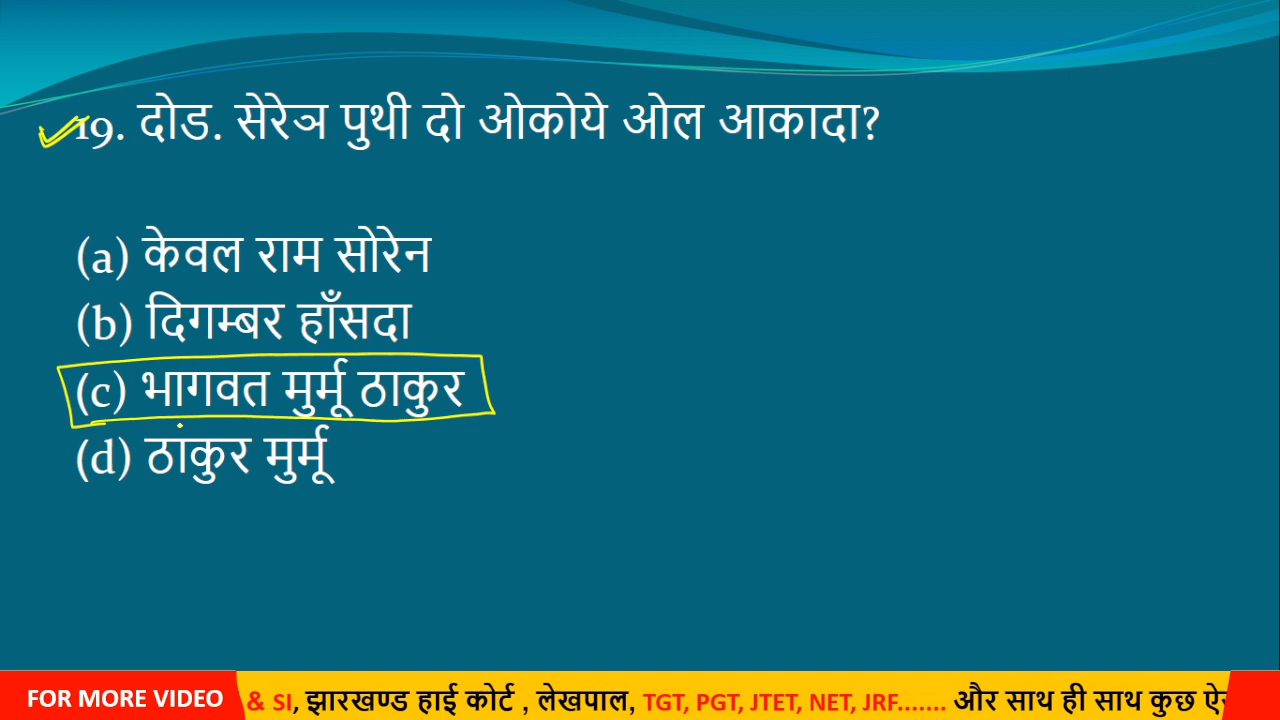 19. दोड. सेरेञ पुथी दो ओकोये ओल आकादा?
(a) केवल राम सोरेन
(b) दिगम्बर हाँसदा
(c) भागवत मुर्मू ठाकुर
(d) ठाकुर मुर्मू
FOR MORE VIDEO & SI, झारखण्ड हाई कोर्ट , लेखपाल, TGT, PGT, JTET, NET, JRF....... और साथ ही साथ कुछ